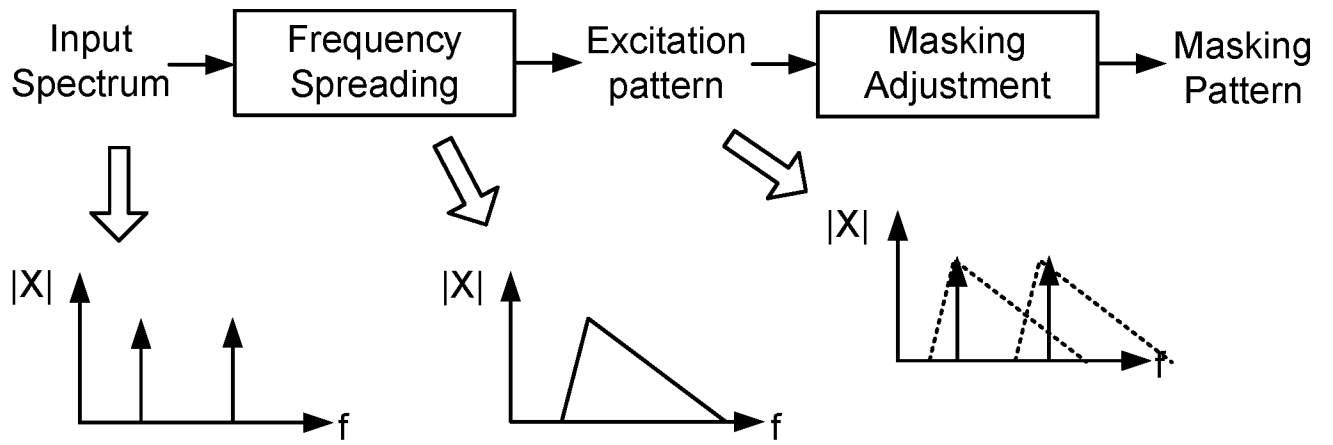 Input
Spectrum
Frequency
Spreading
Excitation
pattern
Masking
Adjustment
Masking
Pattern
|X|
f
|X|
f
|X|
f